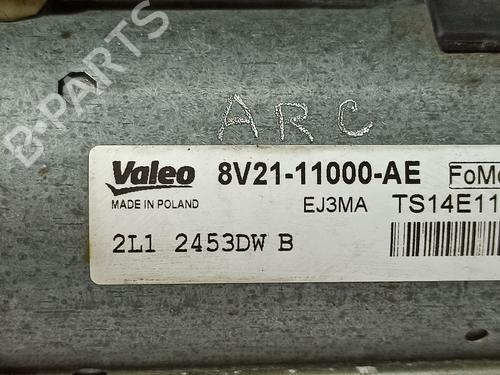 B-PARTS
ARC
Valeo 8V21-11000-AE FoMo
MADE IN POLAND EJ3MA TS14E11
2L1 2453DW B